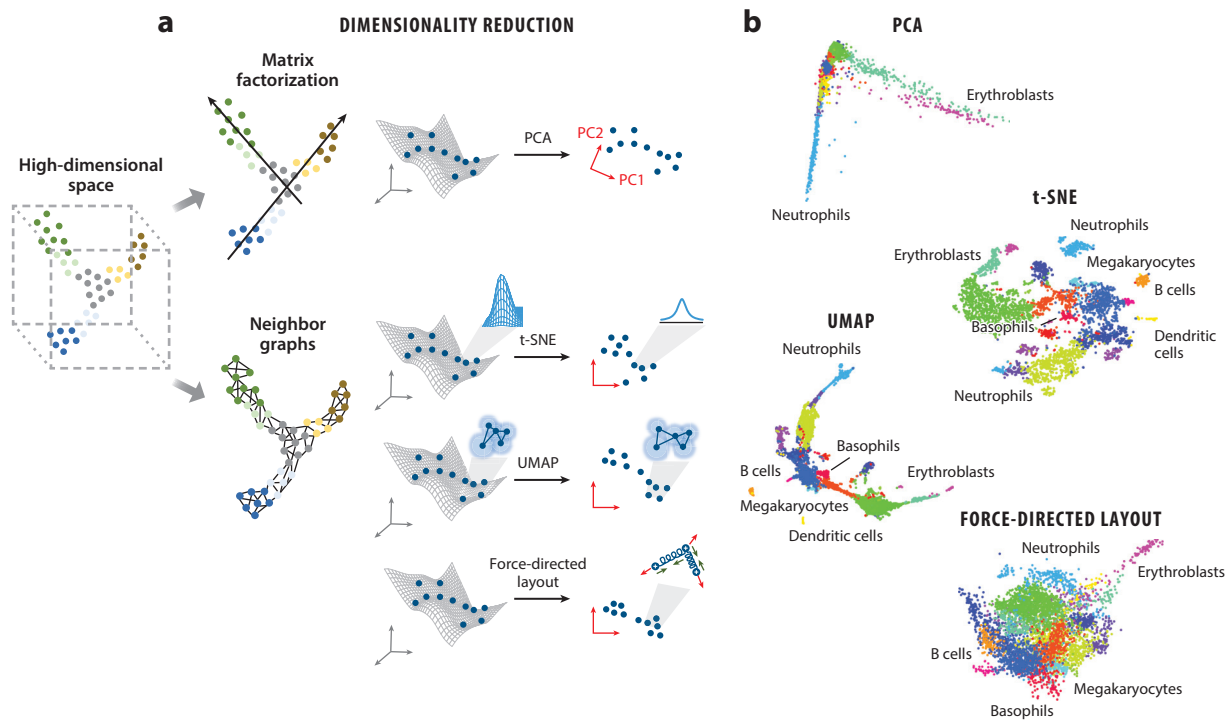 a
DIMENSIONALITY REDUCTION
High-dimensional
space
Matrix
factorization
PCA
PC2
PC1
Neighbor
graphs
t-SNE
UMAP
Force-directed
layout
b
PCA
Erythroblasts
Neutrophils
t-SNE
Neutrophils
Erythroblasts
Megakaryocytes
B cells
Basophils
Dendritic
cells
Neutrophils
UMAP
Neutrophils
Basophils
B cells
Erythroblasts
Megakaryocytes
Dendritic cells
FORCE-DIRECTED LAYOUT
Neutrophils
Erythroblasts
B cells
Megakaryocytes
Basophils